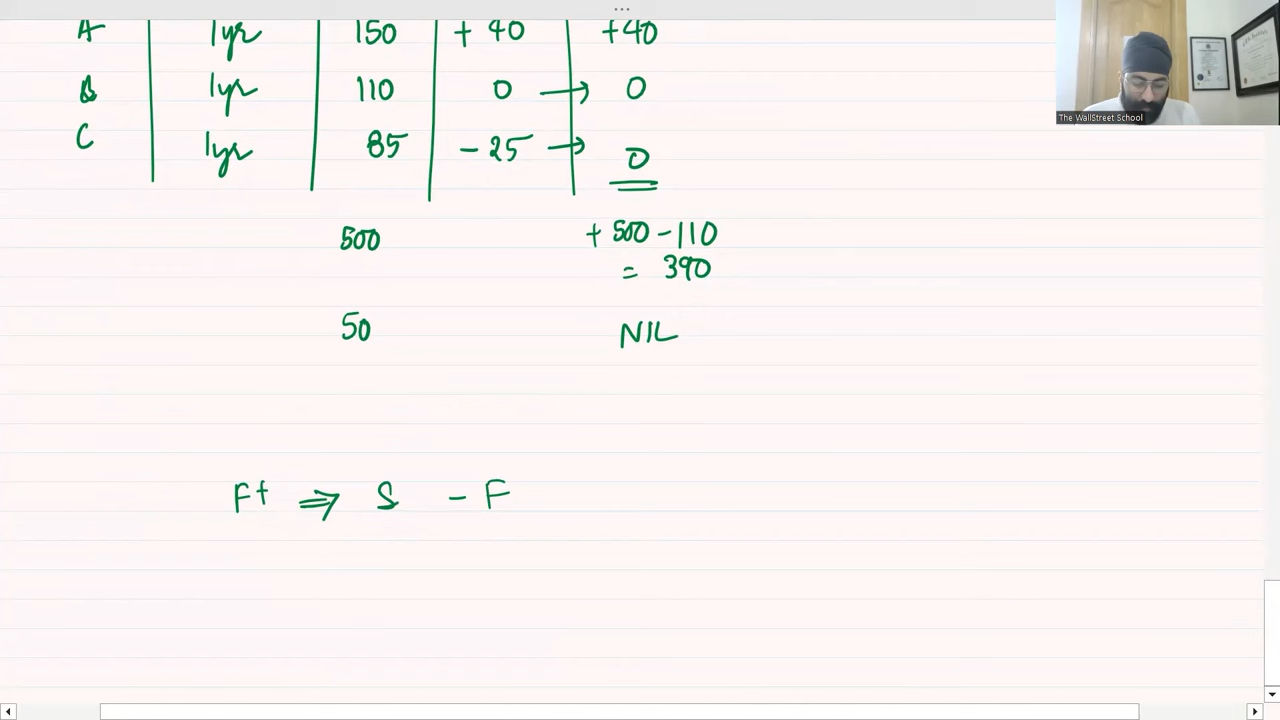 A 1yr 150 + 40 +40
The WallStreet School
B 1yr 110 0 → 0
C 1yr 85 - 25 → 0
500 + 500 - 110
= 390
50 NIL
F+ ⇒ S - F